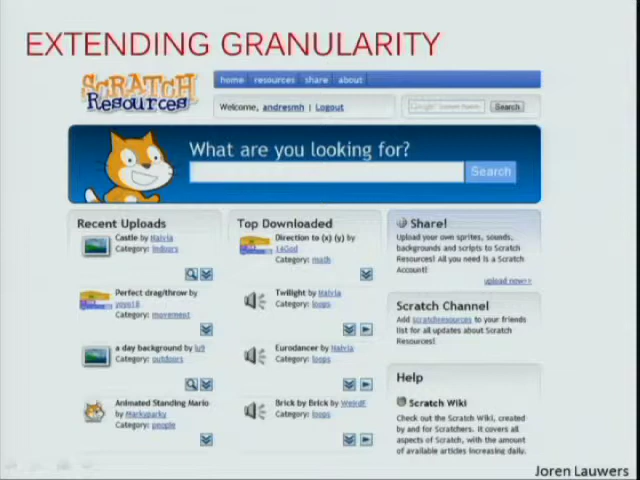 EXTENDING GRANULARITY
SCRATCH
Resources
home resources share about
Welcome, andresmh | Logout
Search
What are you looking for?
Search
Recent Uploads
Castle by
Category: indoors
Perfect drag/throw by
Category: movement
a day background by
Category: outdoors
Animated Standing Mario
by Markysparky
Category: people
Top Downloaded
Direction to (x) (y) by
Category: math
Twilight by
Category: loops
Eurodancer by
Category: loops
Brick by Brick by
Category: loops
Share!
Upload your own sprites, sounds,
backgrounds and scripts to Scratch
Resources! All you need is a Scratch
Account!
upload now>>
Scratch Channel
Add scratchresources to your friends
list for all updates about Scratch
Resources!
Help
Scratch Wiki
Check out the Scratch Wiki, created
by and for Scratchers. It covers all
aspects of Scratch, with the amount
of available articles increasing daily.
Joren Lauwers